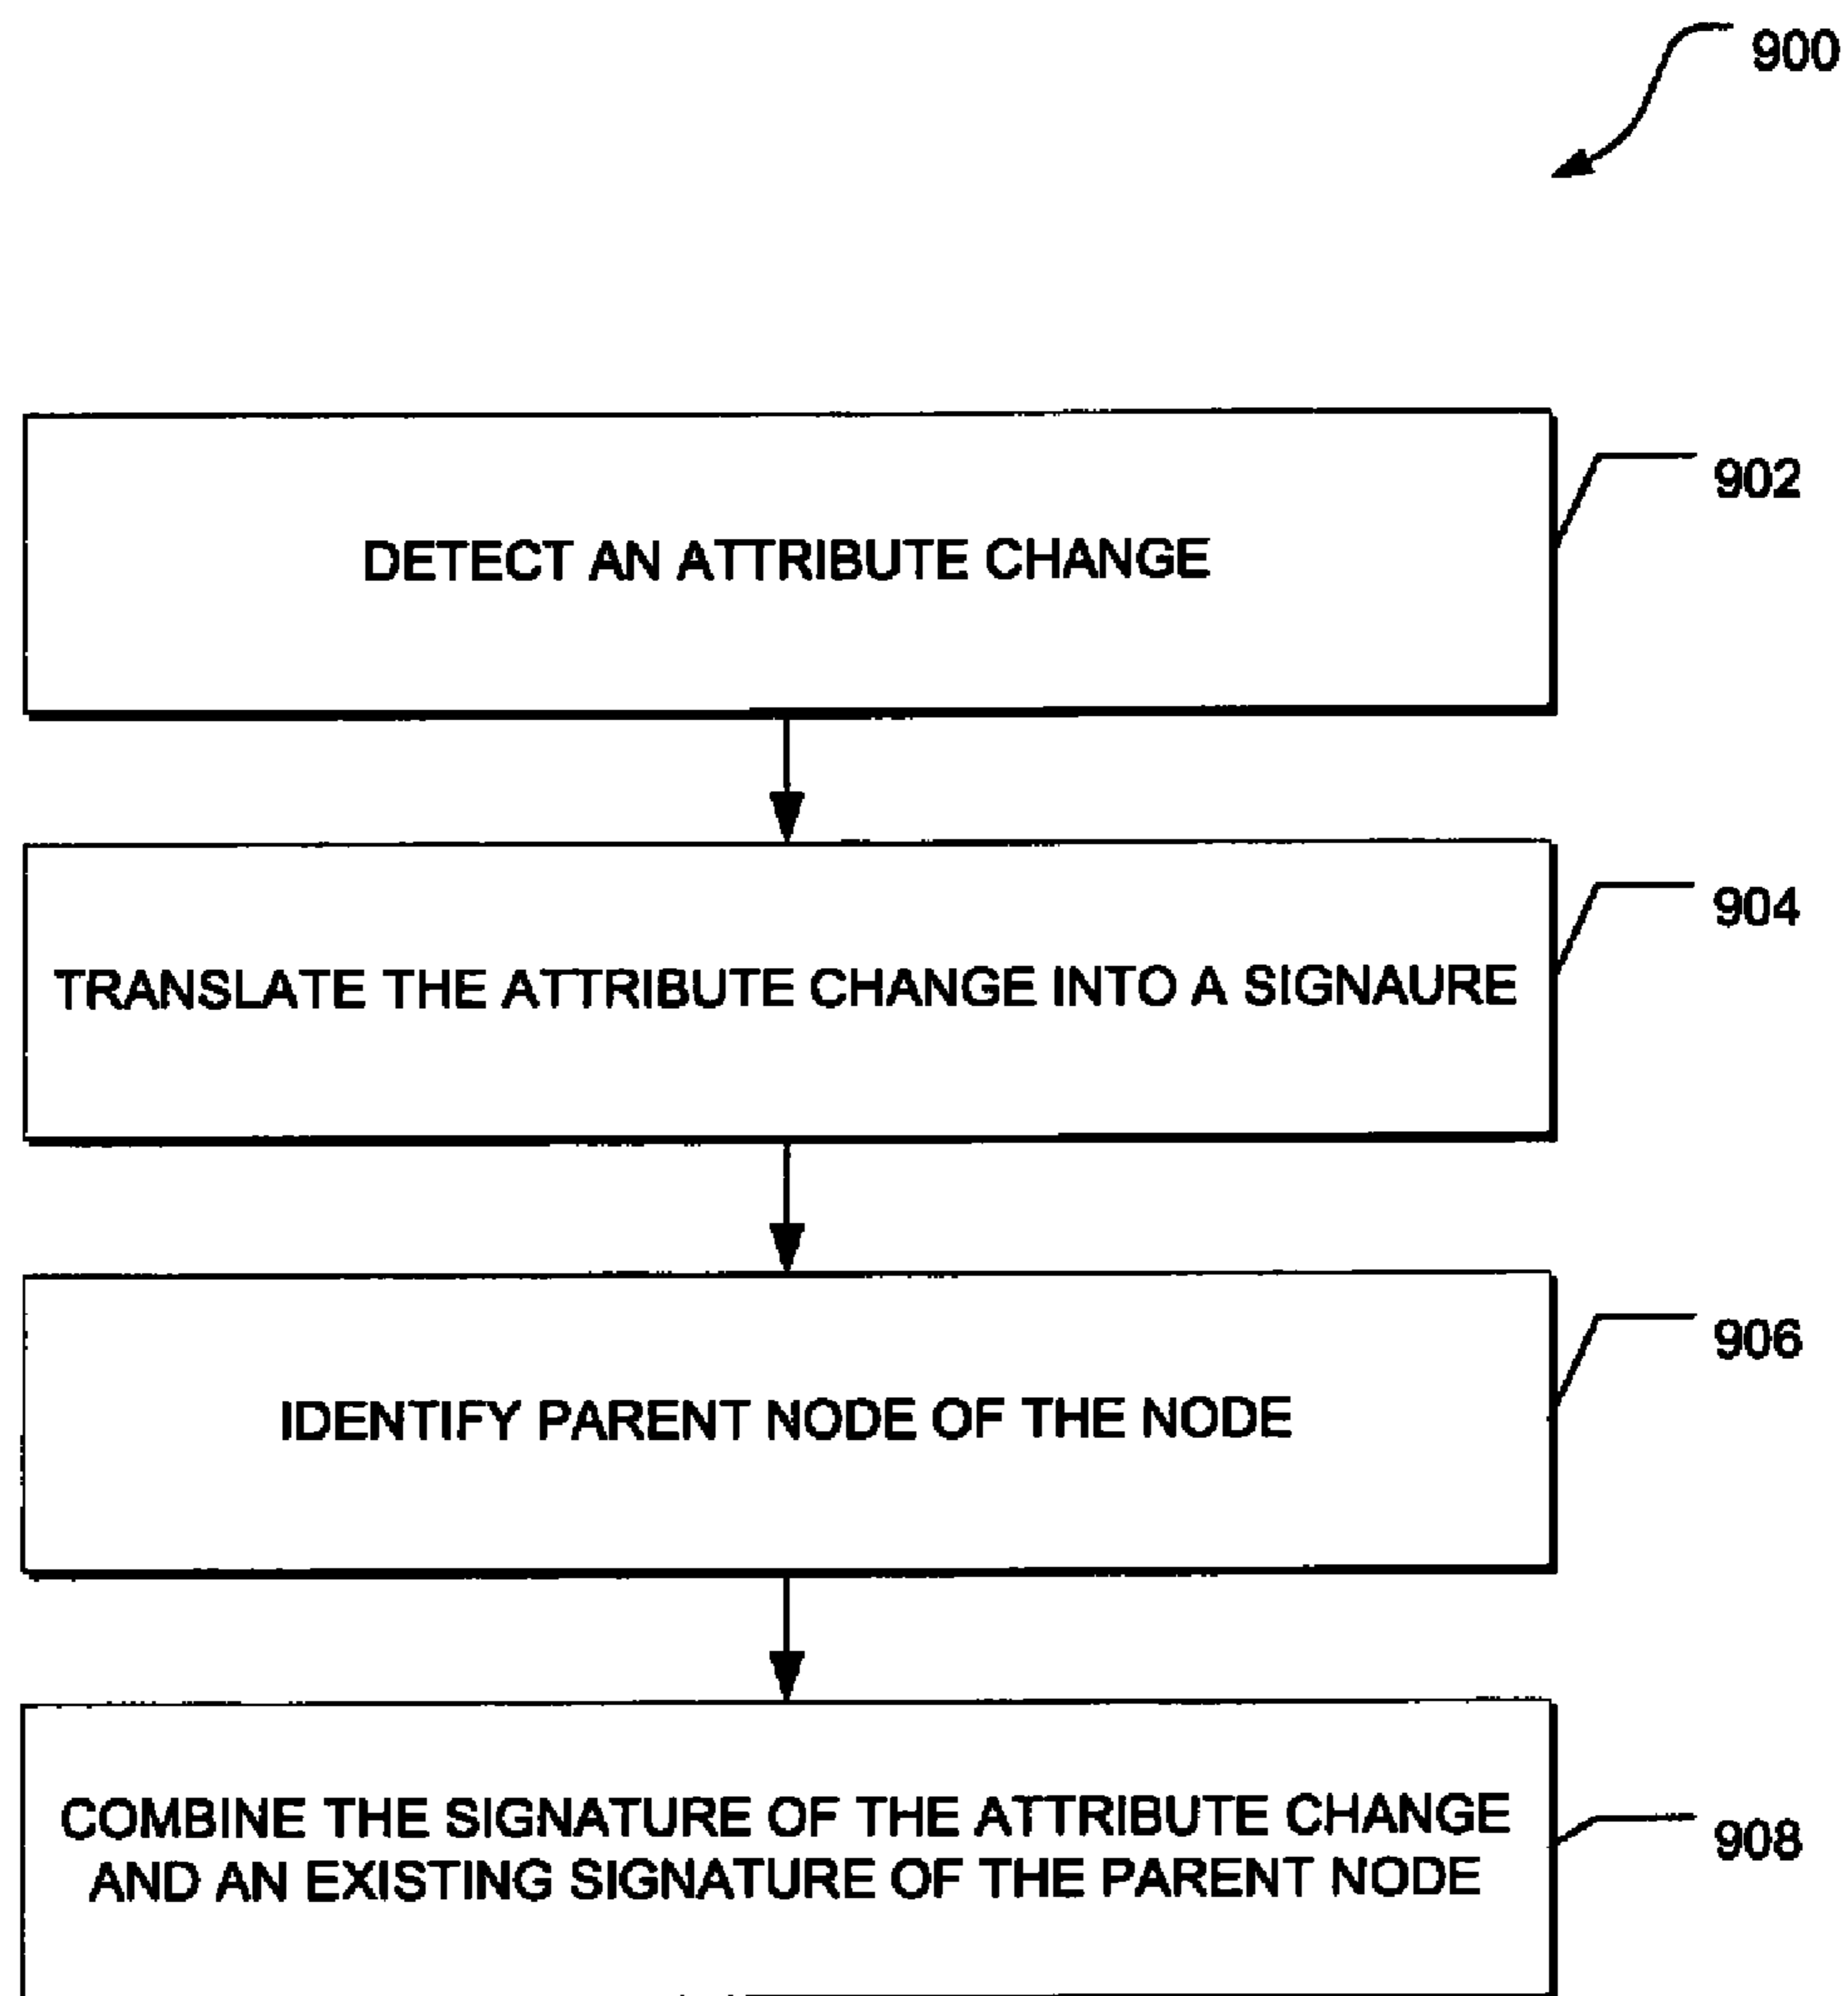 900
902
DETECT AN ATTRIBUTE CHANGE
904
TRANSLATE THE ATTRIBUTE CHANGE INTO A SIGNAURE
906
IDENTIFY PARENT NODE OF THE NODE
COMBINE THE SIGNATURE OF THE ATTRIBUTE CHANGE
908
AND AN EXISTING SIGNATURE OF THE PARENT NODE